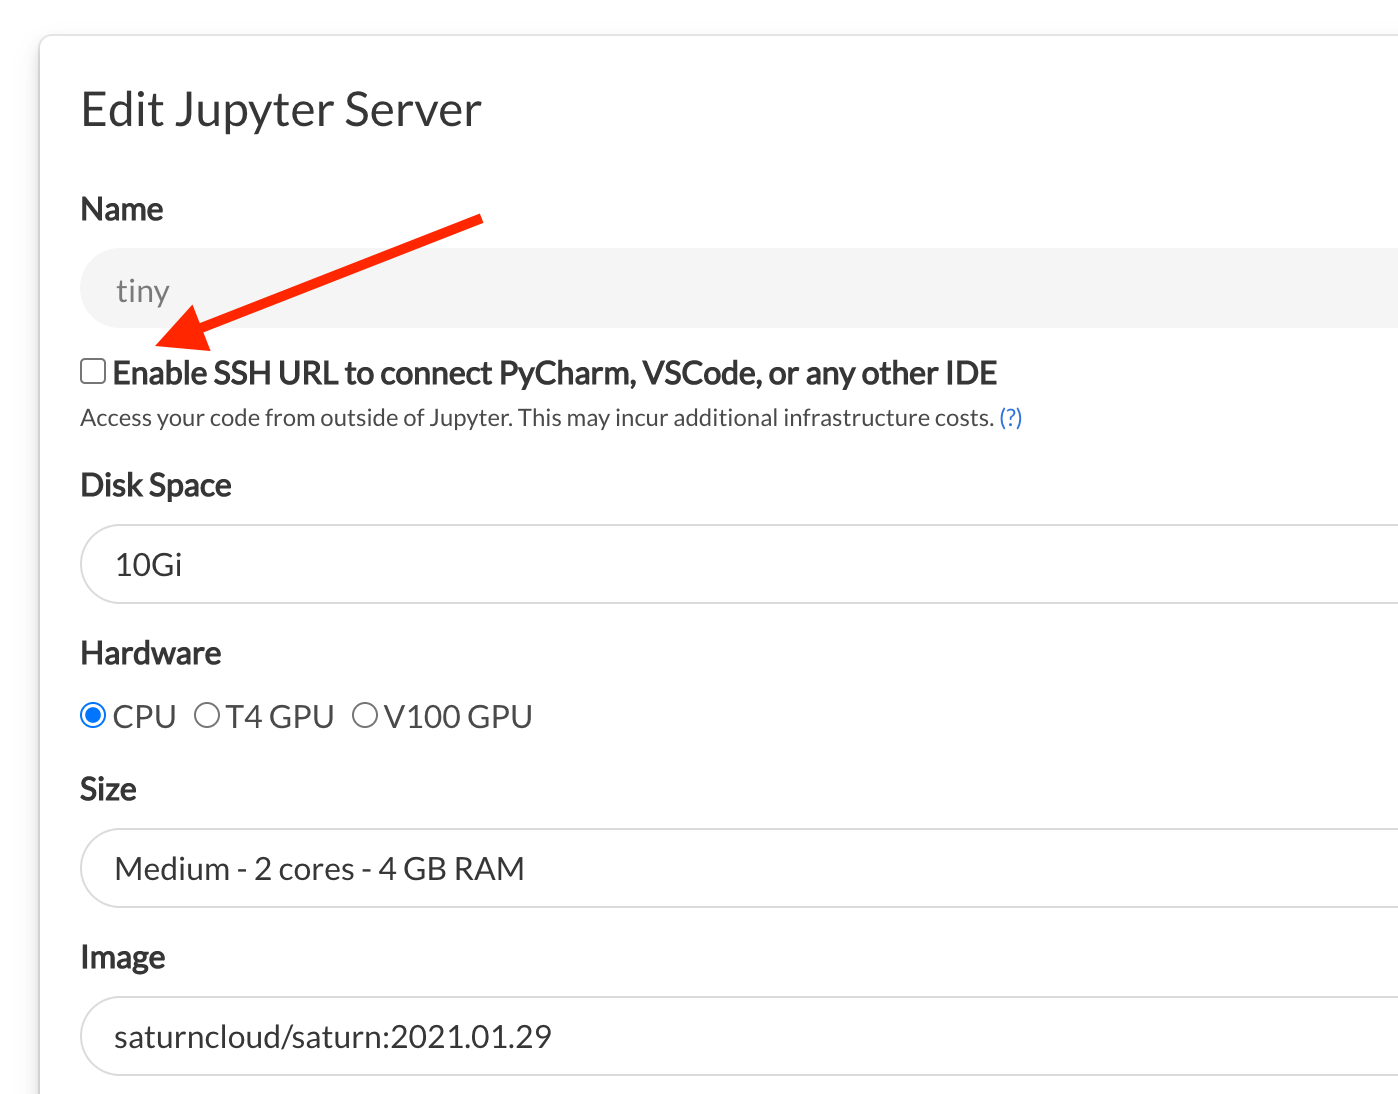 Edit Jupyter Server
Name
tiny
Enable SSH URL to connect PyCharm, VSCode, or any other IDE
Access your code from outside of Jupyter. This may incur additional infrastructure costs. (?)
Disk Space
10Gi
Hardware
CPU T4 GPU V100 GPU
Size
Medium - 2 cores - 4 GB RAM
Image
saturncloud/saturn:2021.01.29